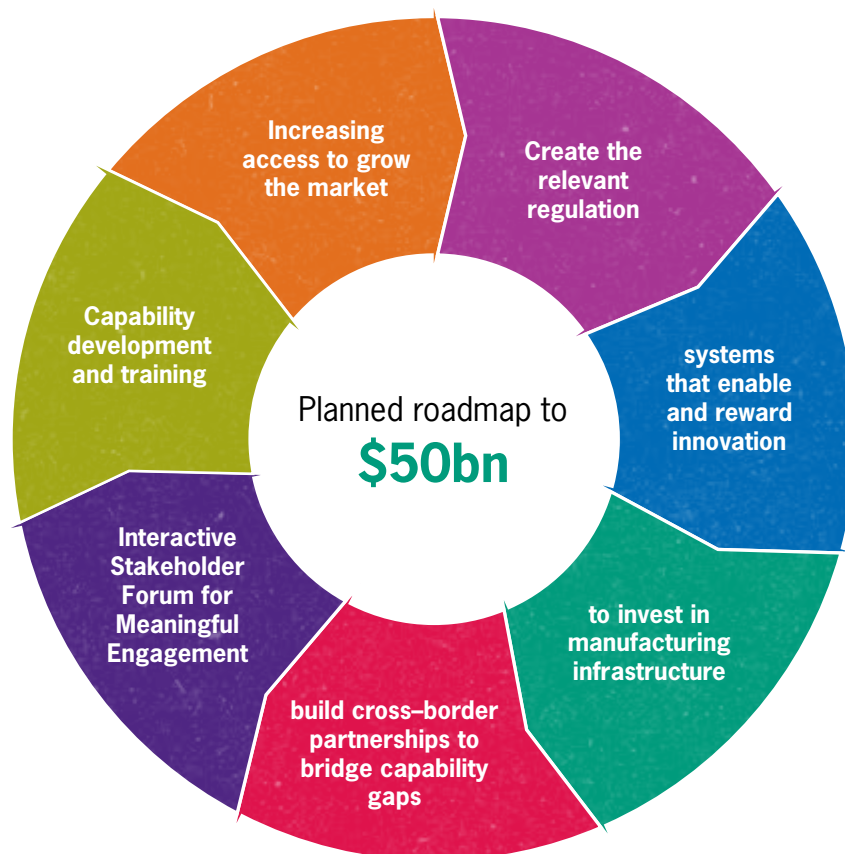 Increasing
access to grow
the market
Create the
relevant
regulation
systems
that enable
and reward
innovation
to invest in
manufacturing
infrastructure
build cross–border
partnerships to
bridge capability
gaps
Interactive
Stakeholder
Forum for
Meaningful
Engagement
Capability
development
and training
Planned roadmap to
$50bn